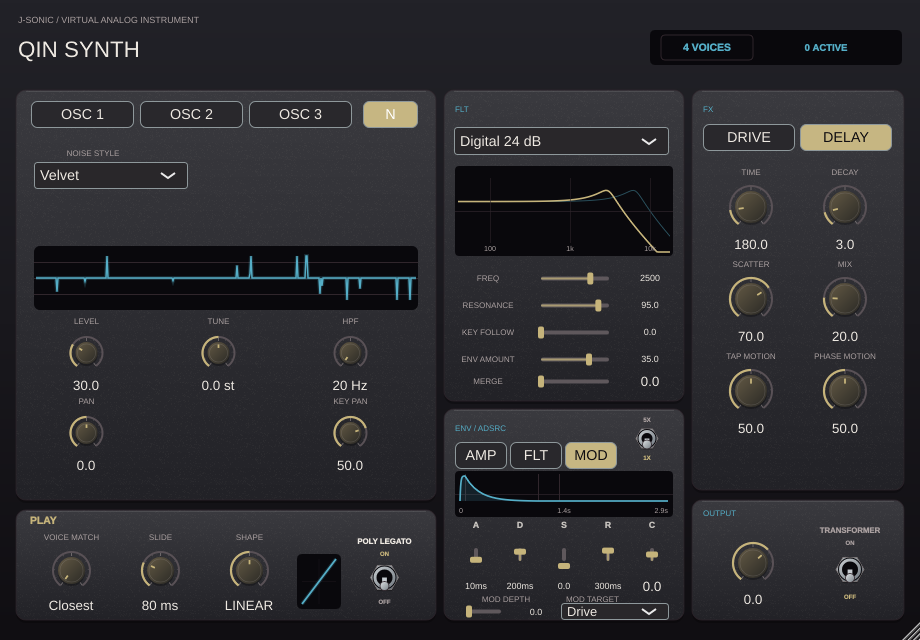 J-SONIC / VIRTUAL ANALOG INSTRUMENT
QIN SYNTH
4 VOICES
0 ACTIVE
OSC 1
OSC 2
OSC 3
N
NOISE STYLE
Velvet
LEVEL
TUNE
HPF
30.0
0.0 st
20 Hz
PAN
KEY PAN
0.0
50.0
PLAY
VOICE MATCH
SLIDE
SHAPE
Closest
80 ms
LINEAR
POLY LEGATO
ON
OFF
FLT
Digital 24 dB
100
1k
10k
FREQ
2500
RESONANCE
95.0
KEY FOLLOW
0.0
ENV AMOUNT
35.0
MERGE
0.0
ENV / ADSRC
5X
1X
AMP
FLT
MOD
0
1.4s
2.9s
A
D
S
R
C
10ms
200ms
0.0
300ms
0.0
MOD DEPTH
MOD TARGET
0.0
Drive
FX
DRIVE
DELAY
TIME
DECAY
180.0
3.0
SCATTER
MIX
70.0
20.0
TAP MOTION
PHASE MOTION
50.0
50.0
OUTPUT
TRANSFORMER
ON
OFF
0.0